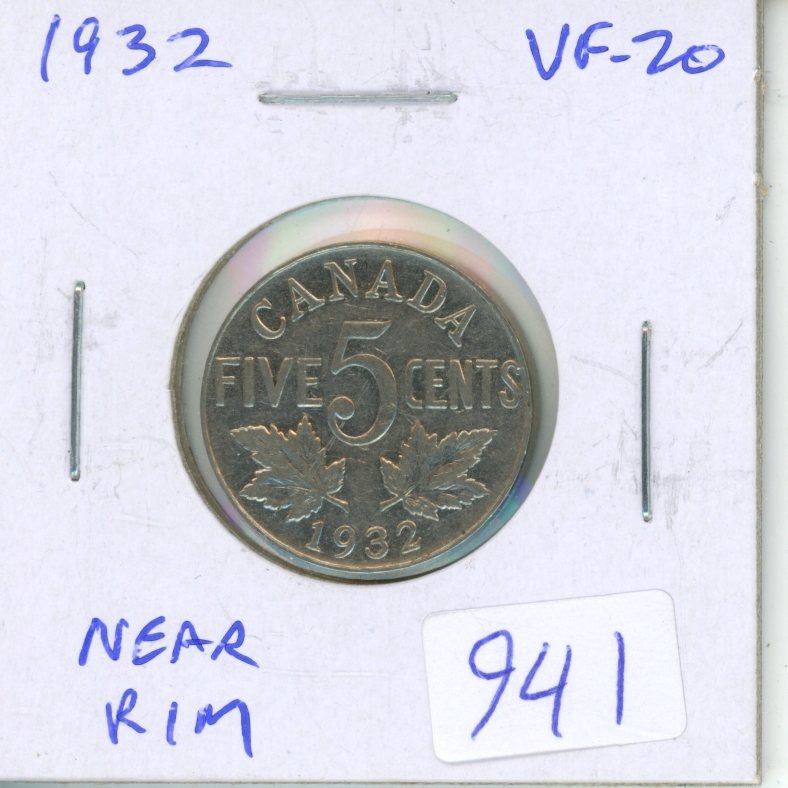 1932 VF-20
CANADA
FIVE 5 CENTS
1932
NEAR
RIM
941